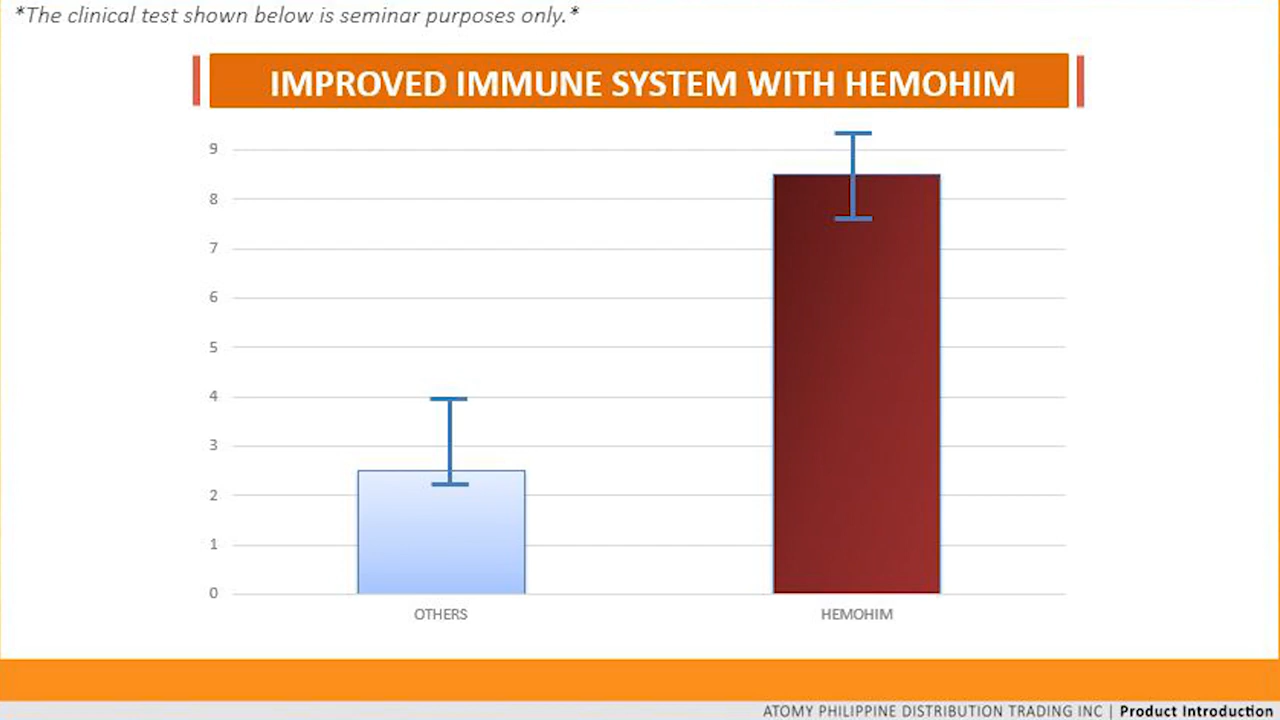 *The clinical test shown below is seminar purposes only.*
IMPROVED IMMUNE SYSTEM WITH HEMOHIM
9
8
7
6
5
4
3
2
1
0
OTHERS HEMOHIM
ATOMY PHILIPPINE DISTRIBUTION TRADING INC | Product Introduction